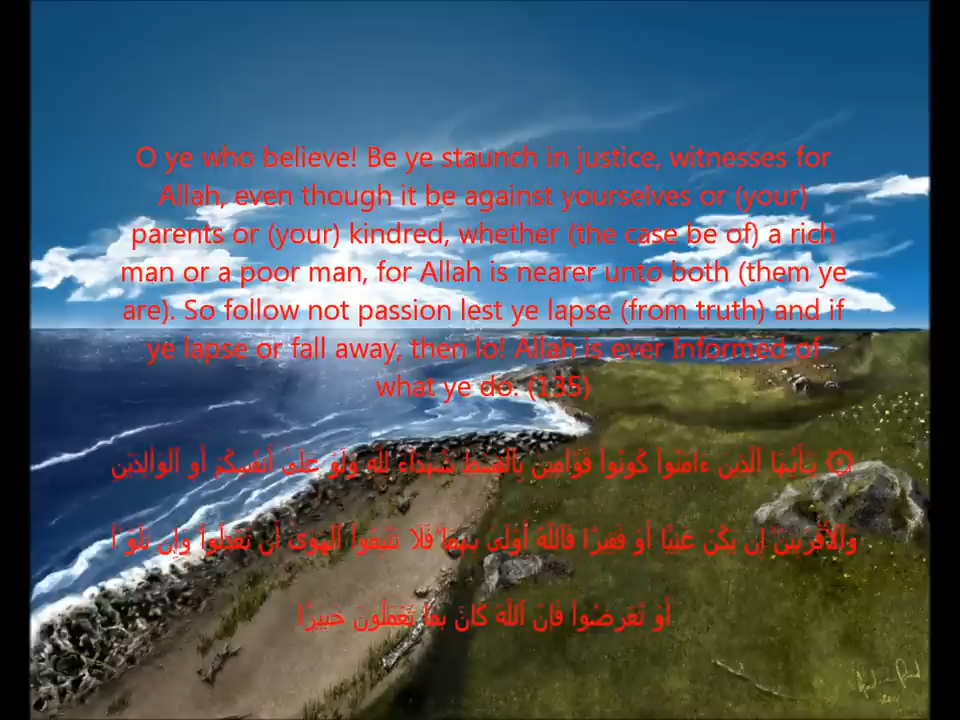 O ye who believe! Be ye staunch in justice, witnesses for
Allah, even though it be against yourselves or (your)
parents or (your) kindred, whether (the case be of) a rich
man or a poor man, for Allah is nearer unto both (them ye
are). So follow not passion lest ye lapse (from truth) and if
ye lapse or fall away, then lo! Allah is ever Informed of
what ye do. (135)
۞ يَـٰٓأَيُّهَا ٱلَّذِينَ ءَامَنُوا۟ كُونُوا۟ قَوَّٰمِينَ بِٱلْقِسْطِ شُهَدَآءَ لِلَّهِ وَلَوْ عَلَىٰٓ أَنفُسِكُمْ أَوِ ٱلْوَٰلِدَيْنِ
وَٱلْأَقْرَبِينَ ۚ إِن يَكُنْ غَنِيًّا أَوْ فَقِيرًا فَٱللَّهُ أَوْلَىٰ بِهِمَا ۖ فَلَا تَتَّبِعُوا۟ ٱلْهَوَىٰٓ أَن تَعْدِلُوا۟ ۚ وَإِن تَلْوُۥٓا۟
أَوْ تُعْرِضُوا۟ فَإِنَّ ٱللَّهَ كَانَ بِمَا تَعْمَلُونَ خَبِيرًا